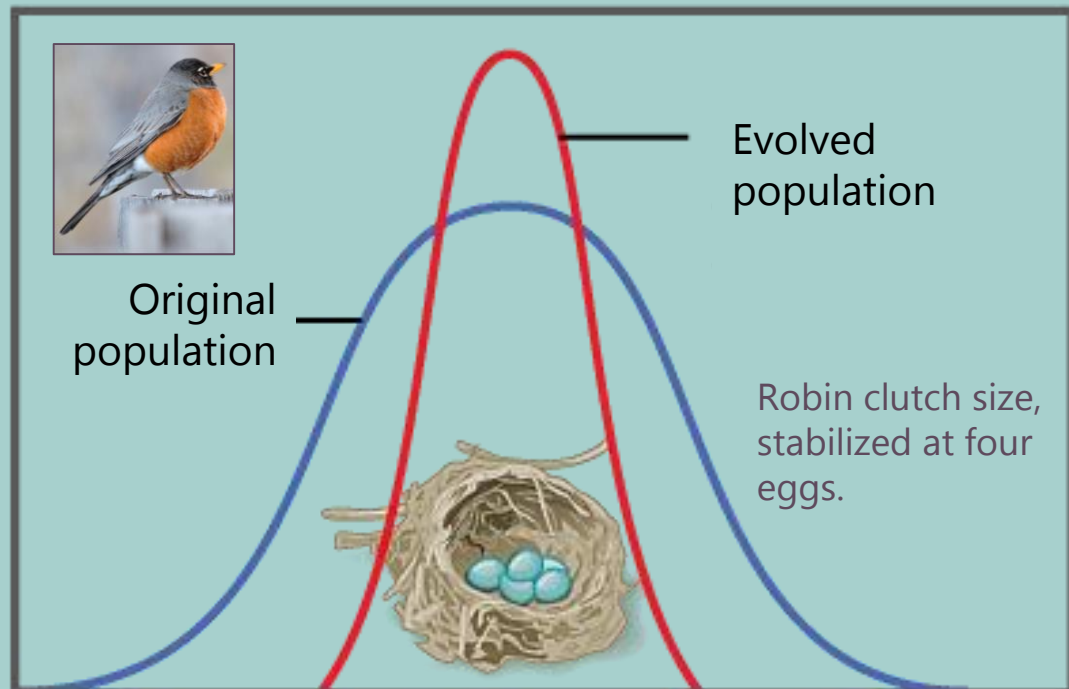 Evolved
population
Original
population
Robin clutch size,
stabilized at four
eggs.